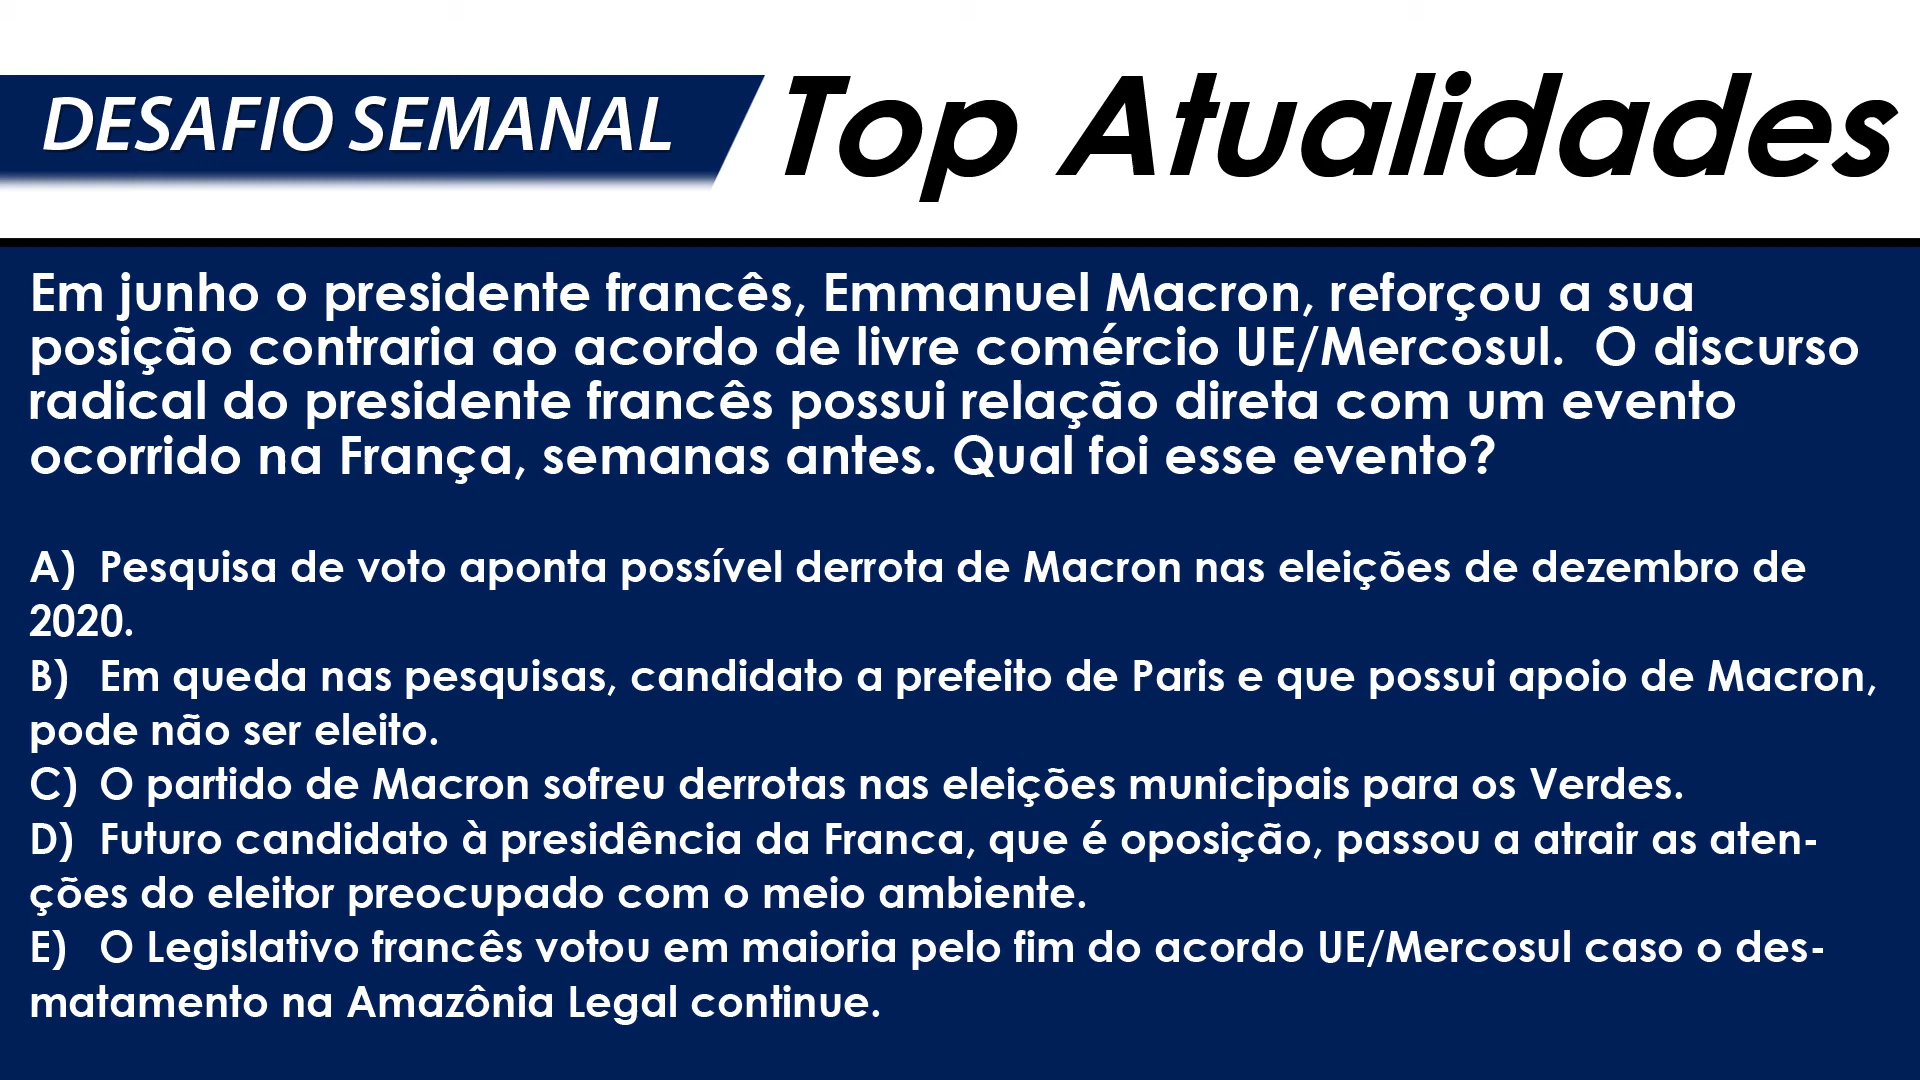 DESAFIO SEMANAL Top Atualidades
Em junho o presidente francês, Emmanuel Macron, reforçou a sua
posição contraria ao acordo de livre comércio UE/Mercosul.  O discurso
radical do presidente francês possui relação direta com um evento
ocorrido na França, semanas antes. Qual foi esse evento?
A) Pesquisa de voto aponta possível derrota de Macron nas eleições de dezembro de
2020.
B) Em queda nas pesquisas, candidato a prefeito de Paris e que possui apoio de Macron,
pode não ser eleito.
C) O partido de Macron sofreu derrotas nas eleições municipais para os Verdes.
D) Futuro candidato à presidência da Franca, que é oposição, passou a atrair as aten-
ções do eleitor preocupado com o meio ambiente.
E) O Legislativo francês votou em maioria pelo fim do acordo UE/Mercosul caso o des-
matamento na Amazônia Legal continue.